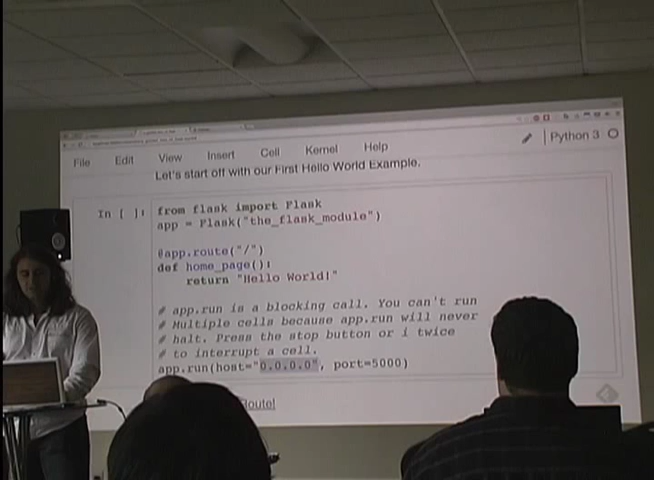 Python 3
File Edit View Insert Cell Kernel Help
Let's start off with our First Hello World Example.
In [ ]:
from flask import Flask
app = Flask("the_flask_module")
@app.route("/")
def home_page():
return "Hello World!"
# app.run is a blocking call. You can't run
# Multiple cells because app.run will never
# halt. Press the stop button or i twice
# to interrupt a cell.
app.run(host="0.0.0.0", port=5000)